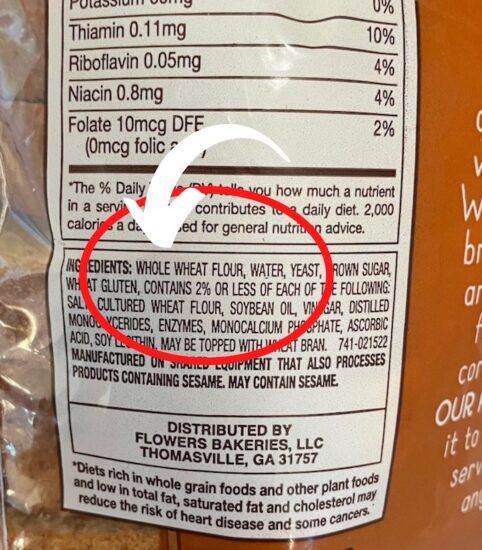 Potassium 0%
Thiamin 0.11mg 10%
Riboflavin 0.05mg 4%
Niacin 0.8mg 4%
Folate 10mcg DFE 2%
(0mcg folic
*The % Daily (DV) tells you how much a nutrient
in a contributes to a daily diet. 2,000
calories a day used for general nutrition advice.
INGREDIENTS: WHOLE WHEAT FLOUR, WATER, YEAST, BROWN SUGAR,
WHEAT GLUTEN, CONTAINS 2% OR LESS OF EACH OF THE FOLLOWING:
SALT, CULTURED WHEAT FLOUR, SOYBEAN OIL, VINEGAR, DISTILLED
MONOGLYCERIDES, ENZYMES, MONOCALCIUM PHOSPHATE, ASCORBIC
ACID, SOY LECITHIN. MAY BE TOPPED WITH WHEAT BRAN. 741-021522
MANUFACTURED ON SHARED EQUIPMENT THAT ALSO PROCESSES
PRODUCTS CONTAINING SESAME. MAY CONTAIN SESAME.
DISTRIBUTED BY
FLOWERS BAKERIES, LLC
THOMASVILLE, GA 31757
*Diets rich in whole grain foods and other plant foods
and low in total fat, saturated fat and cholesterol may
reduce the risk of heart disease and some cancers.
OUR
it to